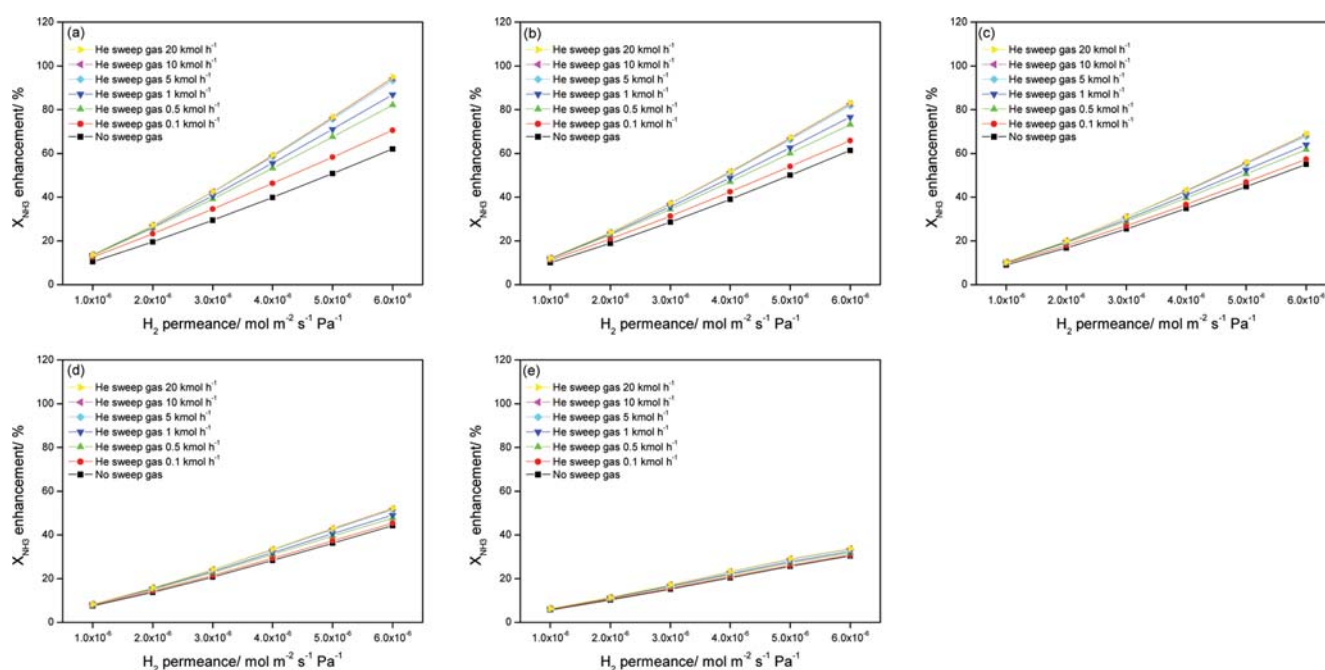 (a)
He sweep gas 20 kmol h⁻¹
He sweep gas 10 kmol h⁻¹
He sweep gas 5 kmol h⁻¹
He sweep gas 1 kmol h⁻¹
He sweep gas 0.5 kmol h⁻¹
He sweep gas 0.1 kmol h⁻¹
No sweep gas
X_NH3 enhancement/ %
120
100
80
60
40
20
0
1.0x10⁻⁶ 2.0x10⁻⁶ 3.0x10⁻⁶ 4.0x10⁻⁶ 5.0x10⁻⁶ 6.0x10⁻⁶
H₂ permeance/ mol m⁻² s⁻¹ Pa⁻¹
(b)
He sweep gas 20 kmol h⁻¹
He sweep gas 10 kmol h⁻¹
He sweep gas 5 kmol h⁻¹
He sweep gas 1 kmol h⁻¹
He sweep gas 0.5 kmol h⁻¹
He sweep gas 0.1 kmol h⁻¹
No sweep gas
X_NH3 enhancement/ %
120
100
80
60
40
20
0
1.0x10⁻⁶ 2.0x10⁻⁶ 3.0x10⁻⁶ 4.0x10⁻⁶ 5.0x10⁻⁶ 6.0x10⁻⁶
H₂ permeance/ mol m⁻² s⁻¹ Pa⁻¹
(c)
He sweep gas 20 kmol h⁻¹
He sweep gas 10 kmol h⁻¹
He sweep gas 5 kmol h⁻¹
He sweep gas 1 kmol h⁻¹
He sweep gas 0.5 kmol h⁻¹
He sweep gas 0.1 kmol h⁻¹
No sweep gas
X_NH3 enhancement/ %
120
100
80
60
40
20
0
1.0x10⁻⁶ 2.0x10⁻⁶ 3.0x10⁻⁶ 4.0x10⁻⁶ 5.0x10⁻⁶ 6.0x10⁻⁶
H₂ permeance/ mol m⁻² s⁻¹ Pa⁻¹
(d)
He sweep gas 20 kmol h⁻¹
He sweep gas 10 kmol h⁻¹
He sweep gas 5 kmol h⁻¹
He sweep gas 1 kmol h⁻¹
He sweep gas 0.5 kmol h⁻¹
He sweep gas 0.1 kmol h⁻¹
No sweep gas
X_NH3 enhancement/ %
120
100
80
60
40
20
0
1.0x10⁻⁶ 2.0x10⁻⁶ 3.0x10⁻⁶ 4.0x10⁻⁶ 5.0x10⁻⁶ 6.0x10⁻⁶
H₂ permeance/ mol m⁻² s⁻¹ Pa⁻¹
(e)
He sweep gas 20 kmol h⁻¹
He sweep gas 10 kmol h⁻¹
He sweep gas 5 kmol h⁻¹
He sweep gas 1 kmol h⁻¹
He sweep gas 0.5 kmol h⁻¹
He sweep gas 0.1 kmol h⁻¹
No sweep gas
X_NH3 enhancement/ %
120
100
80
60
40
20
0
1.0x10⁻⁶ 2.0x10⁻⁶ 3.0x10⁻⁶ 4.0x10⁻⁶ 5.0x10⁻⁶ 6.0x10⁻⁶
H₂ permeance/ mol m⁻² s⁻¹ Pa⁻¹